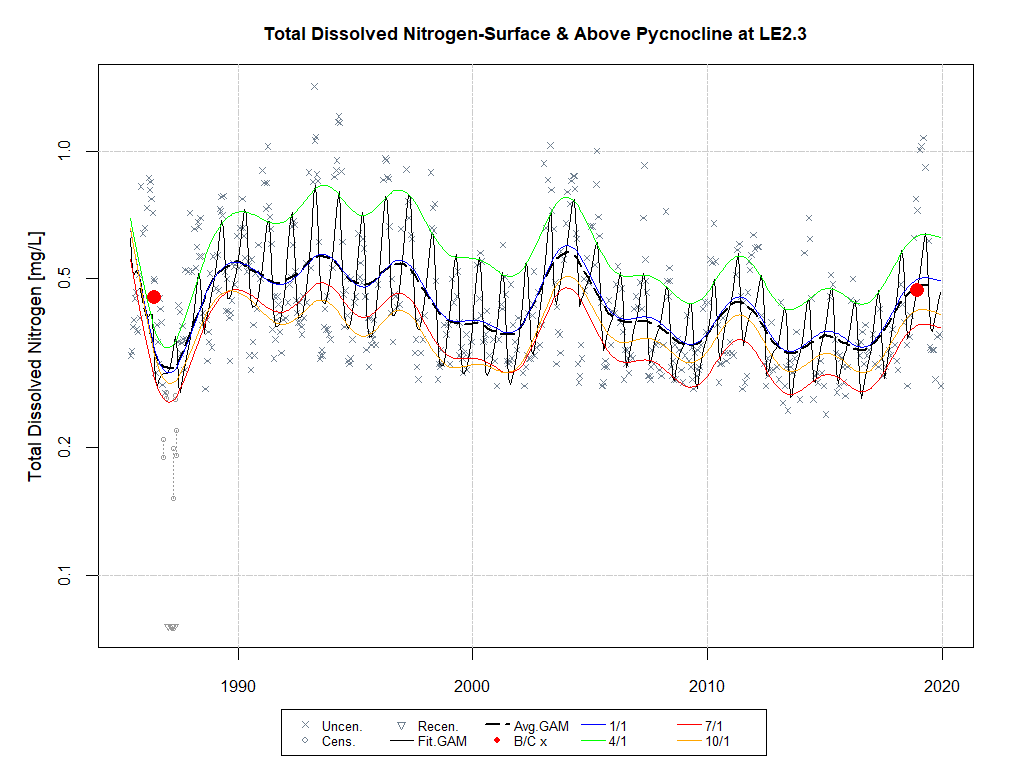 Total Dissolved Nitrogen-Surface & Above Pycnocline at LE2.3
Total Dissolved Nitrogen [mg/L]
1.0
0.5
0.2
0.1
1990 2000 2010 2020
Uncen. Recen. Avg.GAM 1/1 7/1
Cens. Fit.GAM B/C x 4/1 10/1